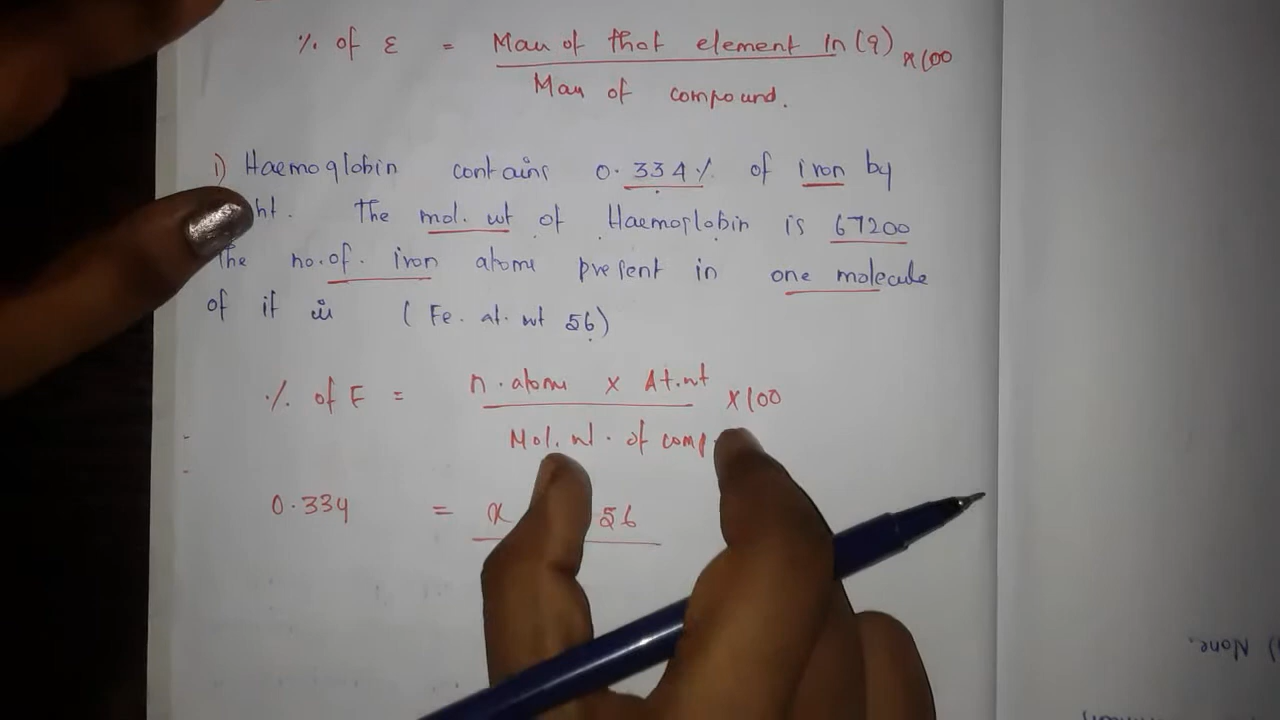 % of E = Mass of that element in (g) × 100
Mass of compound.
1) Haemoglobin contains 0.334% of iron by
ht. The mol. wt of Haemoglobin is 67200
The no. of. iron atoms present in one molecule
of it is (Fe. at. wt 56)
% of E = n. atoms × At. wt × 100
Mol. wt. of comp
0.334 = x 56
None.